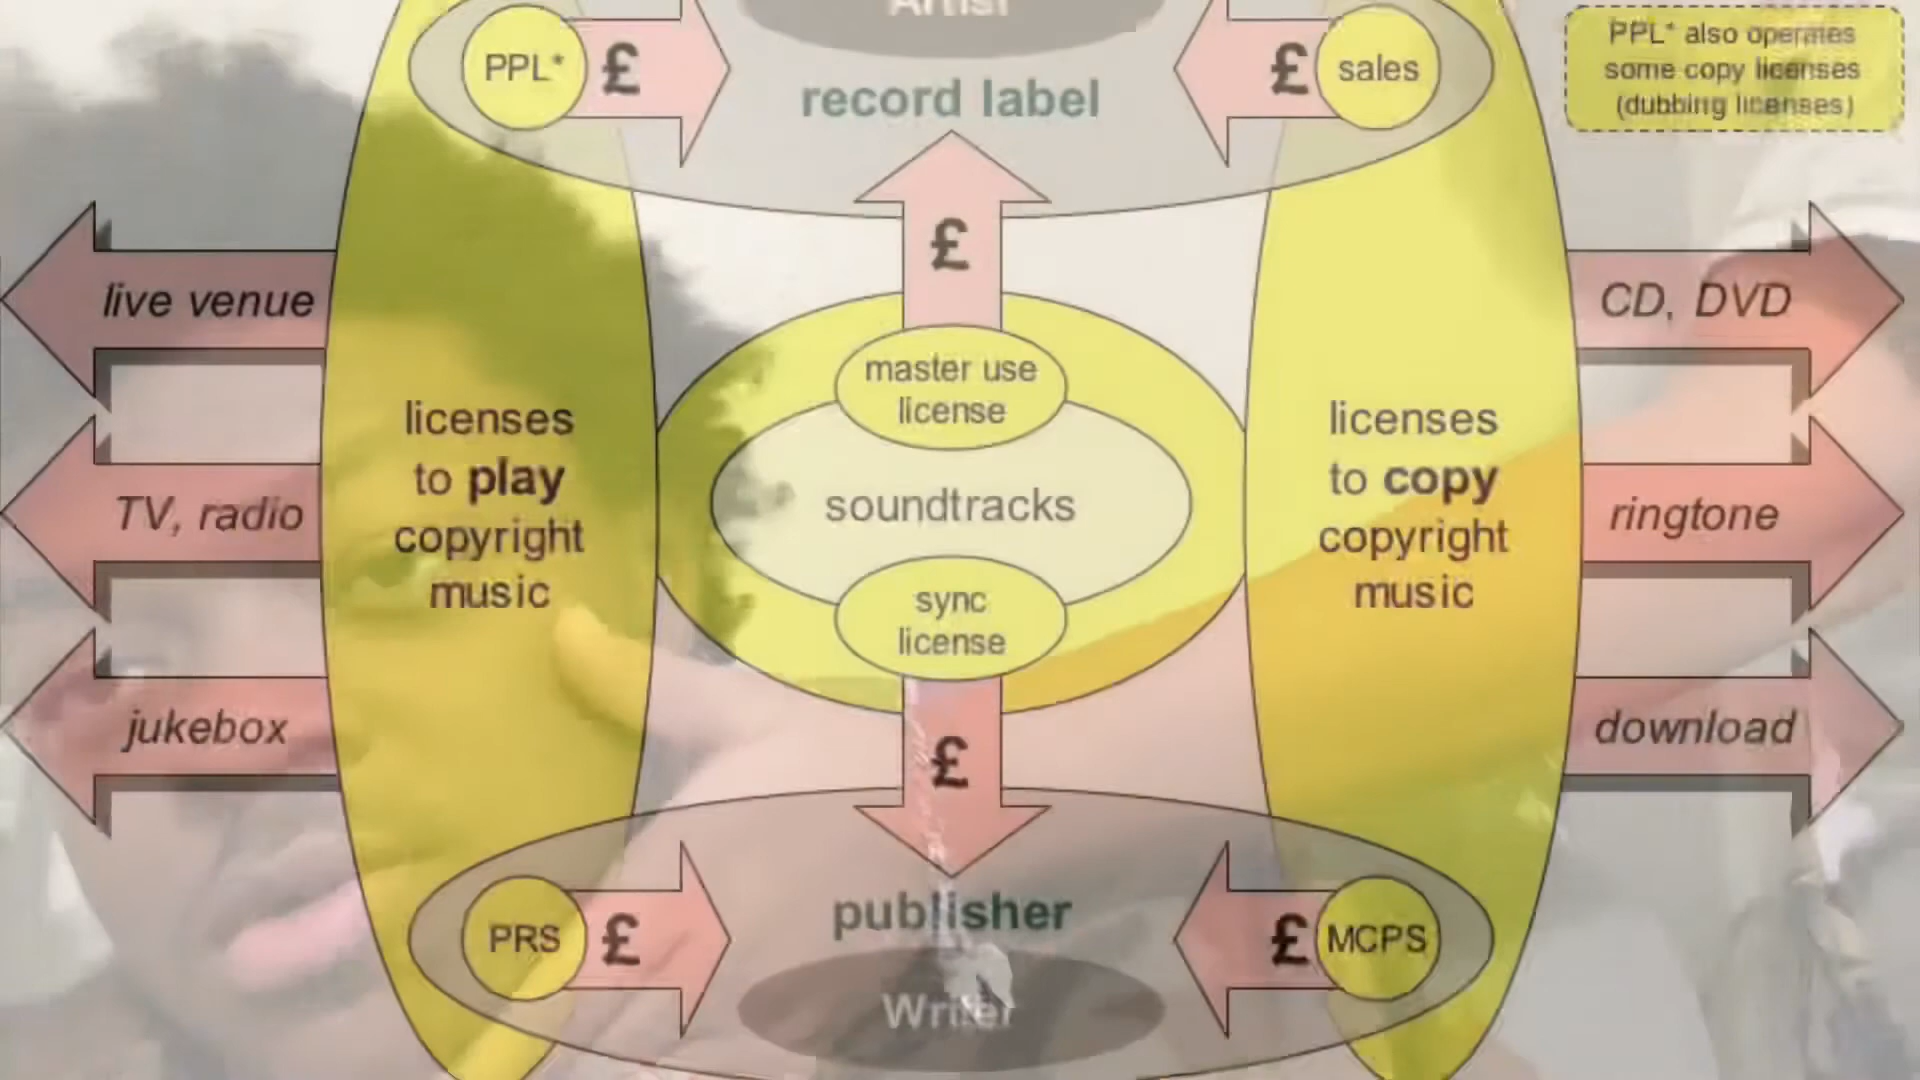 Artist
PPL*
£
record label
£
sales
PPL* also operates
some copy licenses
(dubbing licenses)
£
live venue
TV, radio
jukebox
licenses
to play
copyright
music
master use
license
soundtracks
sync
license
licenses
to copy
copyright
music
CD, DVD
ringtone
download
£
publisher
PRS
£
£
MCPS
Writer